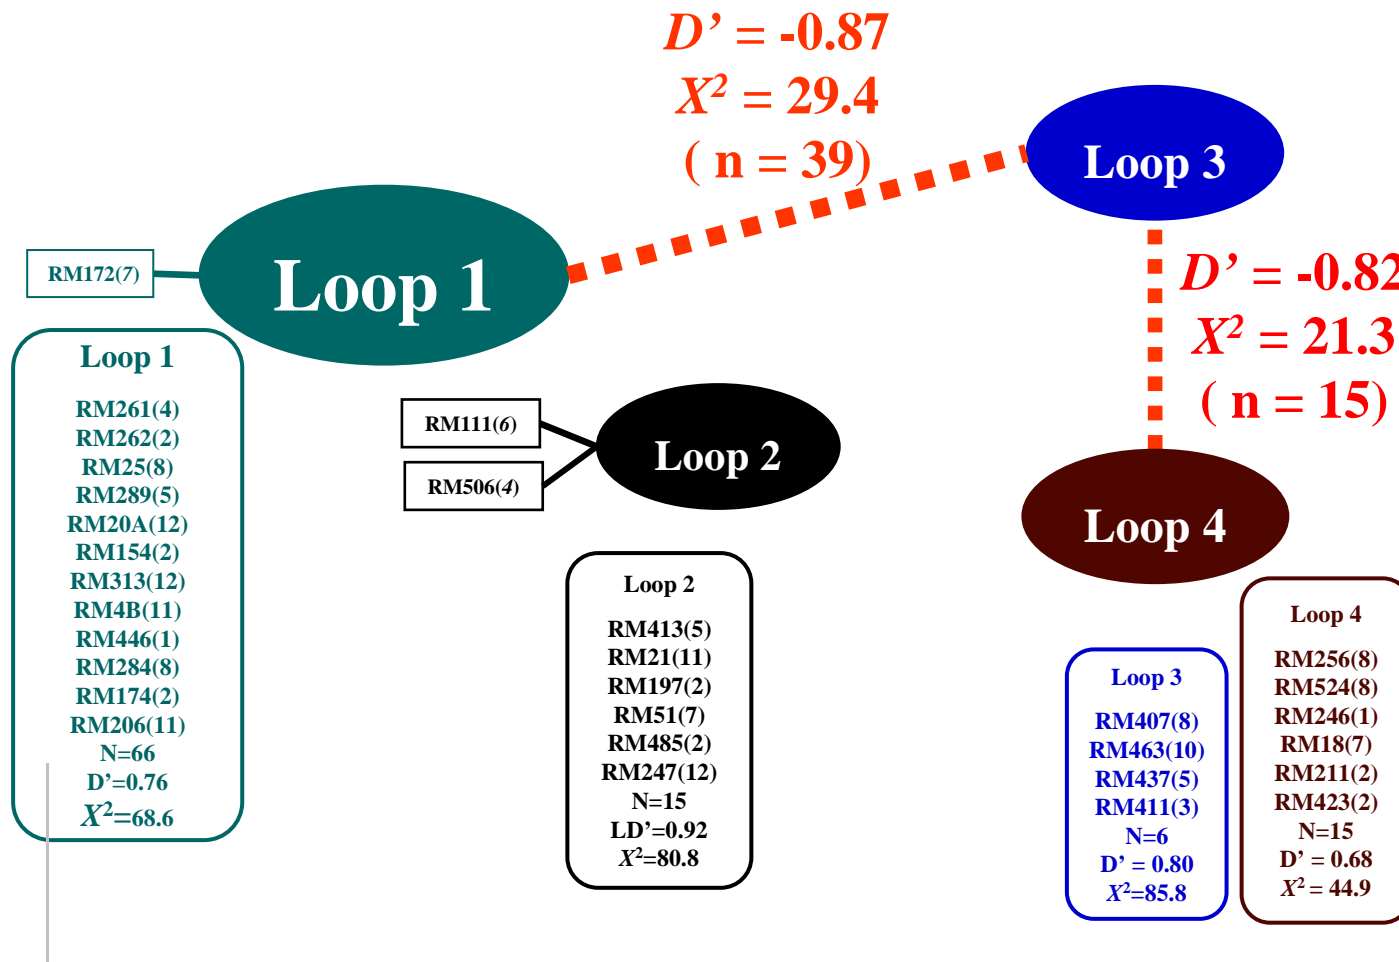 D’ = -0.87
X² = 29.4
( n = 39)
Loop 3
Loop 1
RM172(7)
D’ = -0.82
X² = 21.3
( n = 15)
Loop 1
RM261(4)
RM262(2)
RM25(8)
RM289(5)
RM20A(12)
RM154(2)
RM313(12)
RM4B(11)
RM446(1)
RM284(8)
RM174(2)
RM206(11)
N=66
D’=0.76
X²=68.6
RM111(6)
RM506(4)
Loop 2
Loop 4
Loop 2
RM413(5)
RM21(11)
RM197(2)
RM51(7)
RM485(2)
RM247(12)
N=15
LD’=0.92
X²=80.8
Loop 3
RM407(8)
RM463(10)
RM437(5)
RM411(3)
N=6
D’ = 0.80
X²=85.8
Loop 4
RM256(8)
RM524(8)
RM246(1)
RM18(7)
RM211(2)
RM423(2)
N=15
D’ = 0.68
X² = 44.9